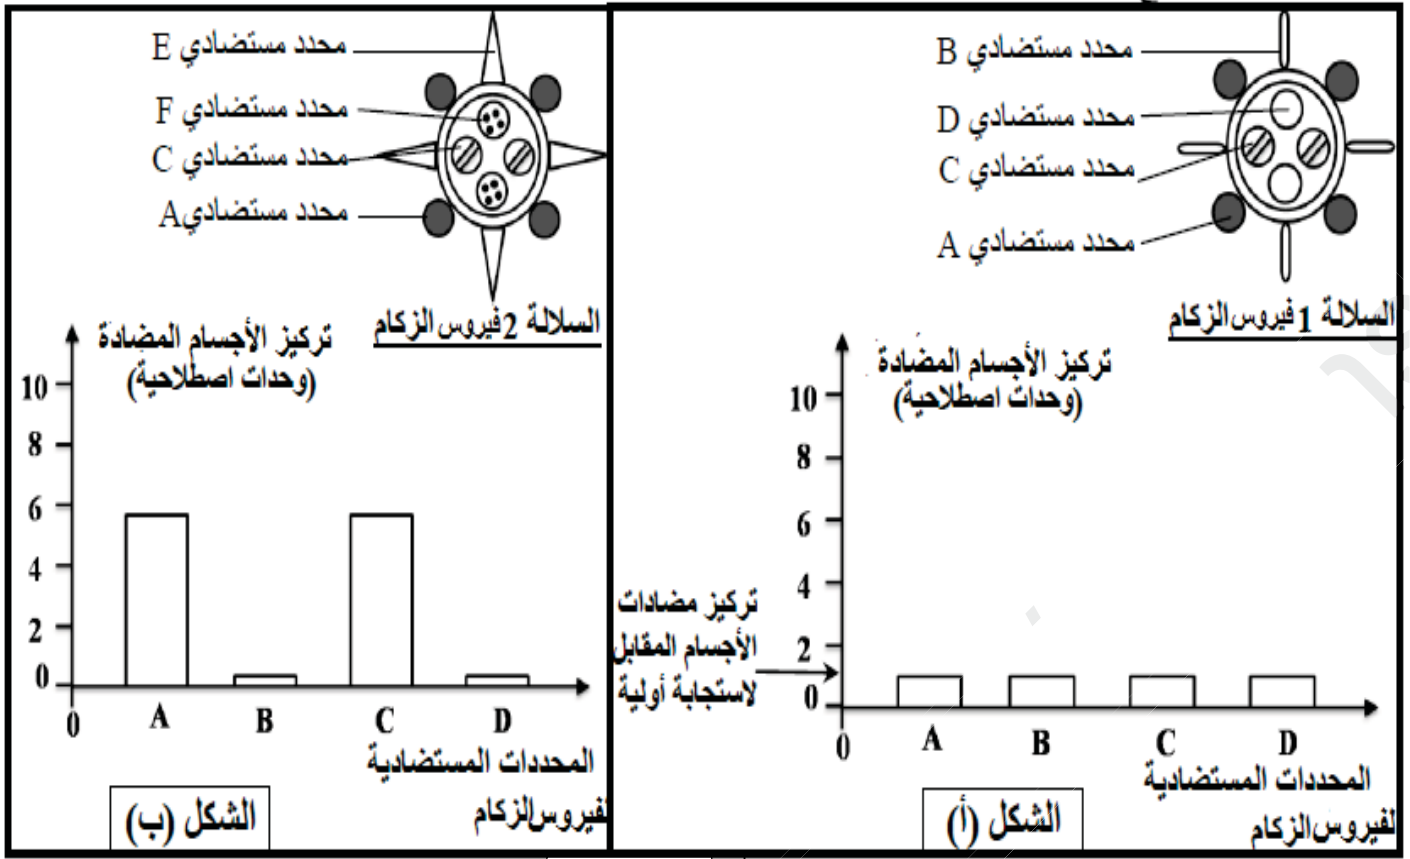 محدد مستضادي B
محدد مستضادي D
محدد مستضادي C
محدد مستضادي A
السلالة 1 فيروس الزكام
تركيز الأجسام المضادة
(وحدات اصطلاحية)
10
8
6
4
2
0
تركيز مضادات
الأجسام المقابل
لاستجابة أولية
0 A B C D
المحددات المستضادية
لفيروس الزكام
الشكل (أ)
محدد مستضادي E
محدد مستضادي F
محدد مستضادي C
محدد مستضادي A
السلالة 2 فيروس الزكام
تركيز الأجسام المضادة
(وحدات اصطلاحية)
10
8
6
4
2
0
0 A B C D
المحددات المستضادية
لفيروس الزكام
الشكل (ب)